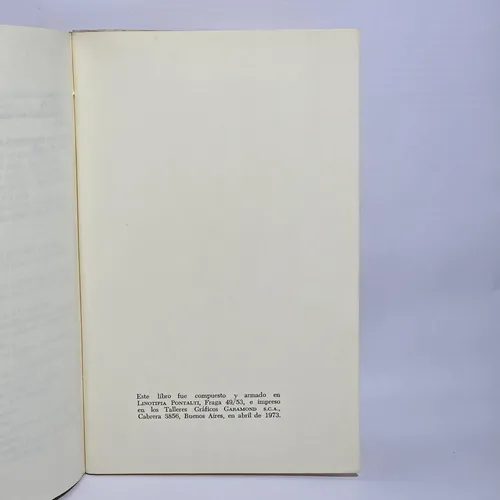 Este libro fue compuesto y armado en
LINOTIPIA PONTALTI, Fraga 49/53, e impreso
en los Talleres Gráficos GARAMOND S.C.A.,
Cabrera 3856, Buenos Aires, en abril de 1973.